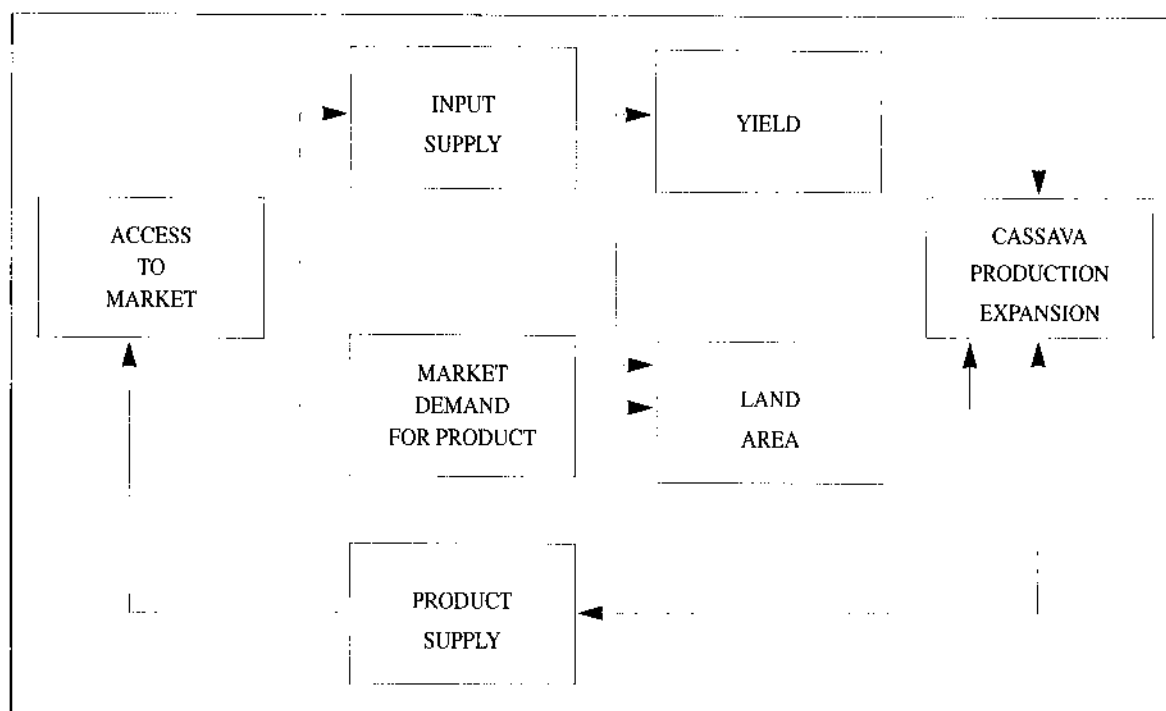 INPUT
SUPPLY
YIELD
ACCESS
TO
MARKET
CASSAVA
PRODUCTION
EXPANSION
MARKET
DEMAND
FOR PRODUCT
LAND
AREA
PRODUCT
SUPPLY